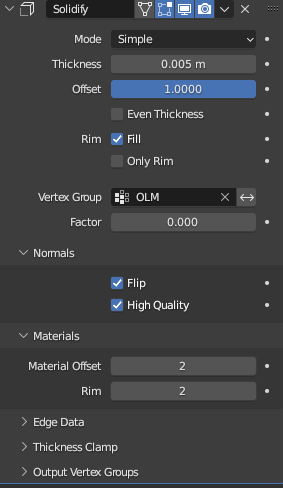 Solidify
Mode Simple
Thickness 0.005 m
Offset 1.0000
Even Thickness
Rim Fill
Only Rim
Vertex Group OLM
Factor 0.000
Normals
Flip
High Quality
Materials
Material Offset 2
Rim 2
Edge Data
Thickness Clamp
Output Vertex Groups